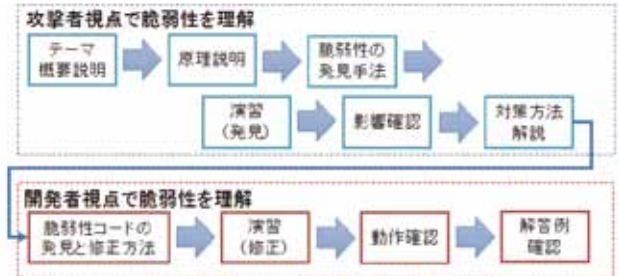 攻撃者視点で脆弱性を理解
テーマ
概要説明
原理説明
脆弱性の
発見手法
演習
(発見)
影響確認
対策方法
解説
開発者視点で脆弱性を理解
脆弱性コードの
発見と修正方法
演習
(修正)
動作確認
解答例
確認